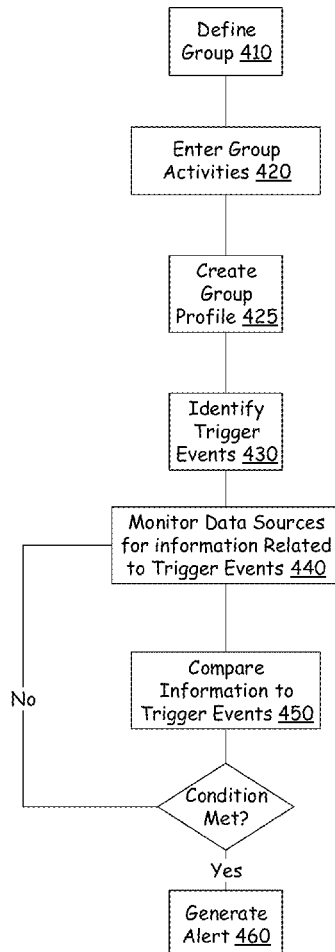 Define
Group 410
Enter Group
Activities 420
Create
Group
Profile 425
Identify
Trigger
Events 430
Monitor Data Sources
for information Related
to Trigger Events 440
Compare
Information to
Trigger Events 450
No
Condition
Met?
Yes
Generate
Alert 460